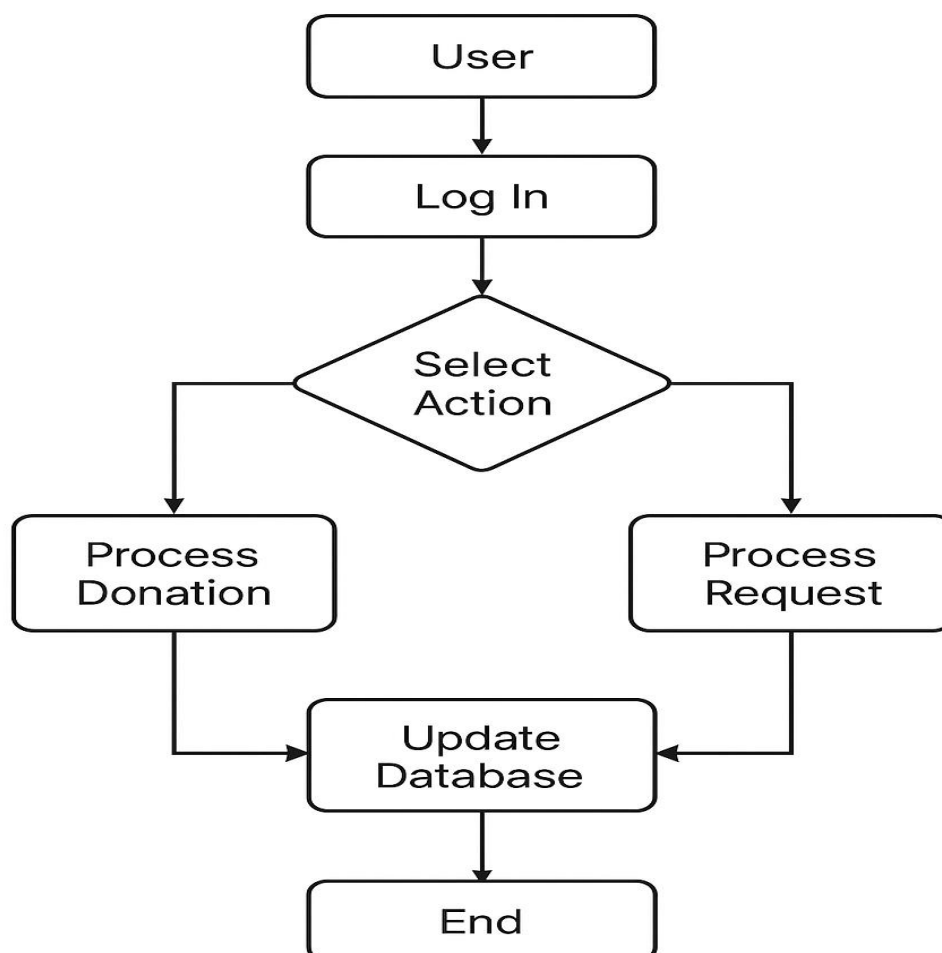 User
Log In
Select
Action
Process
Donation
Process
Request
Update
Database
End